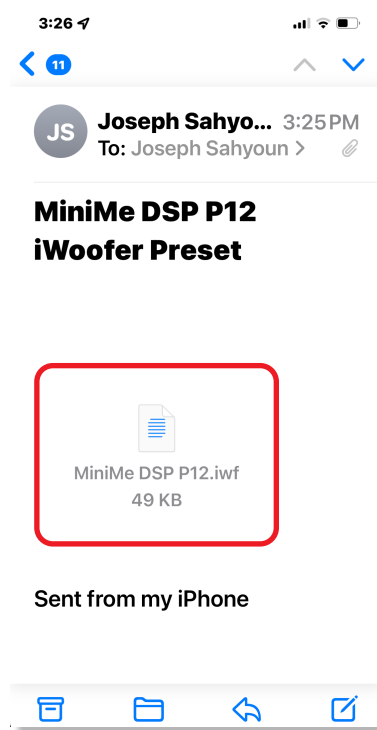 3:26
11
JS
Joseph Sahyo... 3:25 PM
To: Joseph Sahyoun >
MiniMe DSP P12
iWoofer Preset
MiniMe DSP P12.iwf
49 KB
Sent from my iPhone